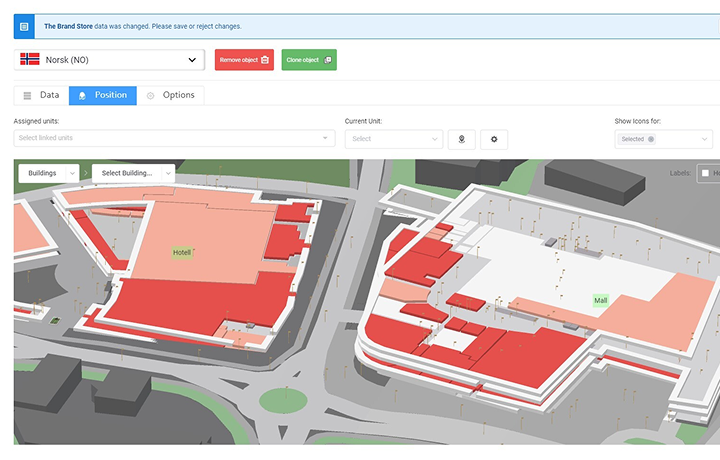 The Brand Store data was changed. Please save or reject changes.
Norsk (NO)
Remove object
Clone object
Data
Position
Options
Assigned units:
Current Unit:
Show Icons for:
Select linked units
Select
Selected
Buildings
Select Building...
Labels:
Hotell
Mall